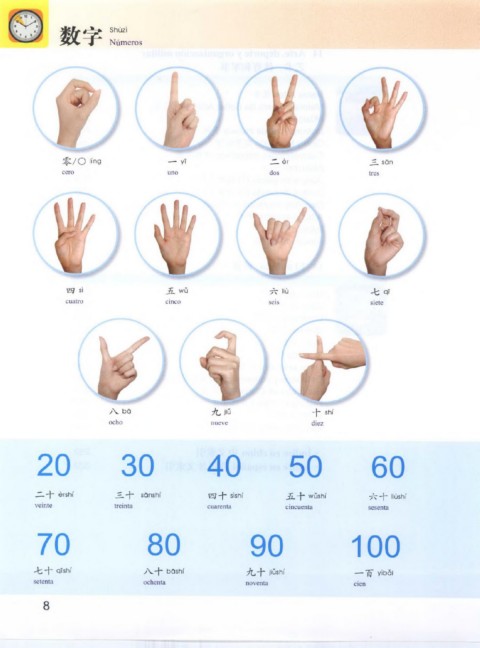 数字 Shùzì
Números
零/〇 líng
cero
一 yī
uno
二 èr
dos
三 sān
tres
四 sì
cuatro
五 wǔ
cinco
六 liù
seis
七 qī
siete
八 bā
ocho
九 jiǔ
nueve
十 shí
diez
20
二十 èrshí
veinte
30
三十 sānshí
treinta
40
四十 sìshí
cuarenta
50
五十 wǔshí
cincuenta
60
六十 liùshí
sesenta
70
七十 qīshí
setenta
80
八十 bāshí
ochenta
90
九十 jiǔshí
noventa
100
一百 yìbǎi
cien
8